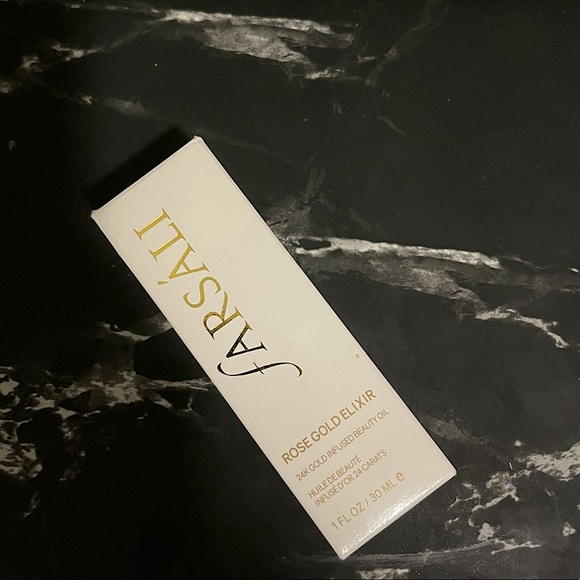 FARSÁLI
ROSE GOLD ELIXIR
24K GOLD INFUSED BEAUTY OIL
HUILE DE BEAUTÉ
INFUSÉ D'OR 24 CARATS
1 FL OZ / 30 ML ℮